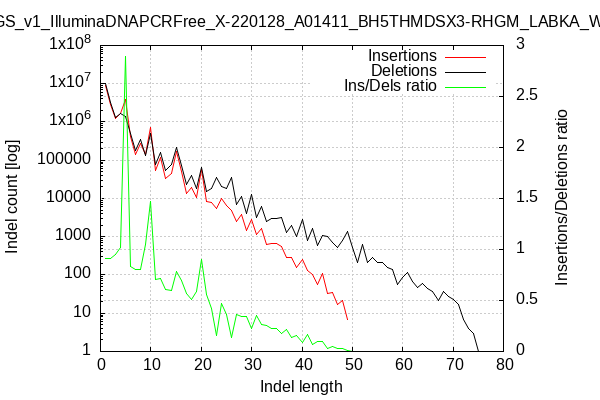 GS_v1_IlluminaDNAPCRFree_X-220128_A01411_BH5THMDSX3-RHGM_LABKA_W
Insertions
Deletions
Ins/Dels ratio
1x10^8
1x10^7
1x10^6
100000
10000
1000
100
10
1
3
2.5
2
1.5
1
0.5
0
0 10 20 30 40 50 60 70 80
Indel count [log]
Insertions/Deletions ratio
Indel length